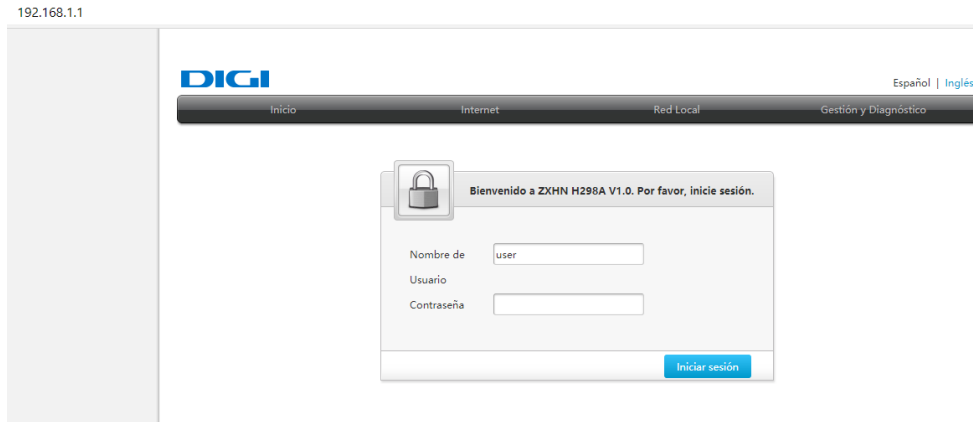 192.168.1.1
DIGI
Español | Inglés
Inicio Internet Red Local Gestión y Diagnóstico
Bienvenido a ZXHN H298A V1.0. Por favor, inicie sesión.
Nombre de user
Usuario
Contraseña
Iniciar sesión